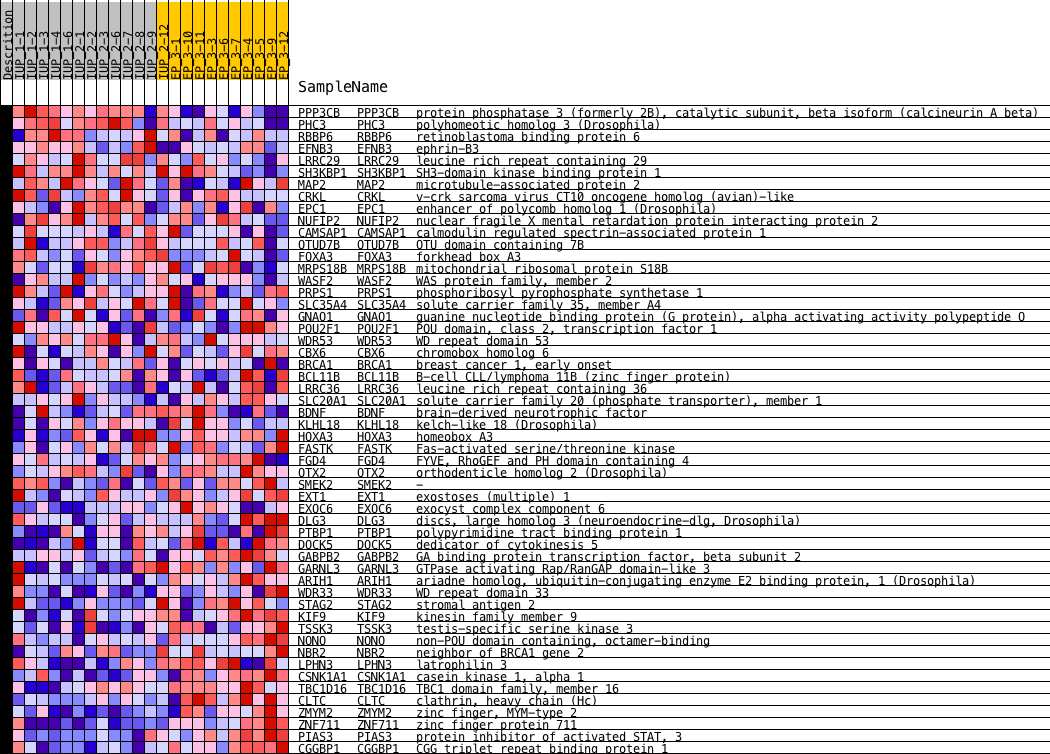 Descrition
IUP_1-1
IUP_1-2
IUP_1-3
IUP_1-4
IUP_1-6
IUP_2-1
IUP_2-2
IUP_2-3
IUP_2-6
IUP_2-7
IUP_2-8
IUP_2-9
IUP_2-12
EP_3-1
EP_3-10
EP_3-11
EP_3-3
EP_3-6
EP_3-7
EP_3-4
EP_3-5
EP_3-9
EP_3-12
SampleName
PPP3CB PPP3CB protein phosphatase 3 (formerly 2B), catalytic subunit, beta isoform (calcineurin A beta)
PHC3 PHC3 polyhomeotic homolog 3 (Drosophila)
RBBP6 RBBP6 retinoblastoma binding protein 6
EFNB3 EFNB3 ephrin-B3
LRRC29 LRRC29 leucine rich repeat containing 29
SH3KBP1 SH3KBP1 SH3-domain kinase binding protein 1
MAP2 MAP2 microtubule-associated protein 2
CRKL CRKL v-crk sarcoma virus CT10 oncogene homolog (avian)-like
EPC1 EPC1 enhancer of polycomb homolog 1 (Drosophila)
NUFIP2 NUFIP2 nuclear fragile X mental retardation protein interacting protein 2
CAMSAP1 CAMSAP1 calmodulin regulated spectrin-associated protein 1
OTUD7B OTUD7B OTU domain containing 7B
FOXA3 FOXA3 forkhead box A3
MRPS18B MRPS18B mitochondrial ribosomal protein S18B
WASF2 WASF2 WAS protein family, member 2
PRPS1 PRPS1 phosphoribosyl pyrophosphate synthetase 1
SLC35A4 SLC35A4 solute carrier family 35, member A4
GNAO1 GNAO1 guanine nucleotide binding protein (G protein), alpha activating activity polypeptide O
POU2F1 POU2F1 POU domain, class 2, transcription factor 1
WDR53 WDR53 WD repeat domain 53
CBX6 CBX6 chromobox homolog 6
BRCA1 BRCA1 breast cancer 1, early onset
BCL11B BCL11B B-cell CLL/lymphoma 11B (zinc finger protein)
LRRC36 LRRC36 leucine rich repeat containing 36
SLC20A1 SLC20A1 solute carrier family 20 (phosphate transporter), member 1
BDNF BDNF brain-derived neurotrophic factor
KLHL18 KLHL18 kelch-like 18 (Drosophila)
HOXA3 HOXA3 homeobox A3
FASTK FASTK Fas-activated serine/threonine kinase
FGD4 FGD4 FYVE, RhoGEF and PH domain containing 4
OTX2 OTX2 orthodenticle homolog 2 (Drosophila)
SMEK2 SMEK2 -
EXT1 EXT1 exostoses (multiple) 1
EXOC6 EXOC6 exocyst complex component 6
DLG3 DLG3 discs, large homolog 3 (neuroendocrine-dlg, Drosophila)
PTBP1 PTBP1 polypyrimidine tract binding protein 1
DOCK5 DOCK5 dedicator of cytokinesis 5
GABPB2 GABPB2 GA binding protein transcription factor, beta subunit 2
GARNL3 GARNL3 GTPase activating Rap/RanGAP domain-like 3
ARIH1 ARIH1 ariadne homolog, ubiquitin-conjugating enzyme E2 binding protein, 1 (Drosophila)
WDR33 WDR33 WD repeat domain 33
STAG2 STAG2 stromal antigen 2
KIF9 KIF9 kinesin family member 9
TSSK3 TSSK3 testis-specific serine kinase 3
NONO NONO non-POU domain containing, octamer-binding
NBR2 NBR2 neighbor of BRCA1 gene 2
LPHN3 LPHN3 latrophilin 3
CSNK1A1 CSNK1A1 casein kinase 1, alpha 1
TBC1D16 TBC1D16 TBC1 domain family, member 16
CLTC CLTC clathrin, heavy chain (Hc)
ZMYM2 ZMYM2 zinc finger, MYM-type 2
ZNF711 ZNF711 zinc finger protein 711
PIAS3 PIAS3 protein inhibitor of activated STAT, 3
CGGBP1 CGGBP1 CGG triplet repeat binding protein 1